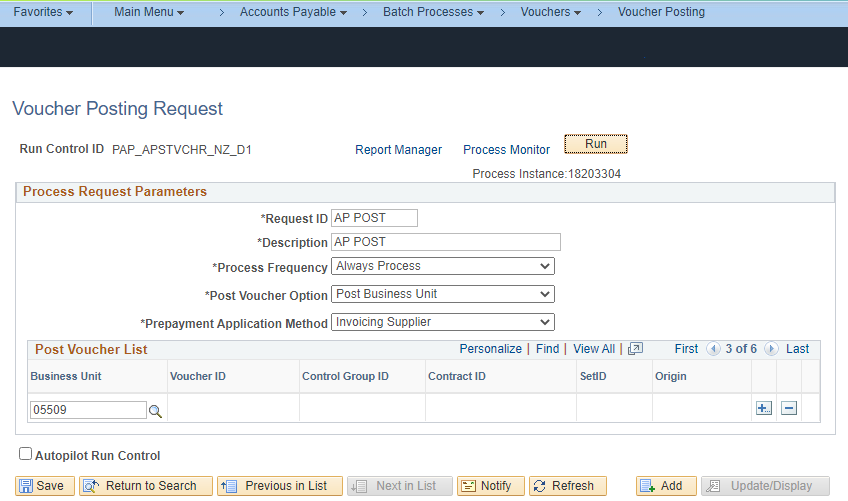 Favorites Main Menu > Accounts Payable > Batch Processes > Vouchers > Voucher Posting
Voucher Posting Request
Run Control ID PAP_APSTVCHR_NZ_D1 Report Manager Process Monitor Run
Process Instance:18203304
Process Request Parameters
*Request ID AP POST
*Description AP POST
*Process Frequency Always Process
*Post Voucher Option Post Business Unit
*Prepayment Application Method Invoicing Supplier
Post Voucher List Personalize | Find | View All | First 3 of 6 Last
Business Unit Voucher ID Control Group ID Contract ID SetID Origin
05509
Autopilot Run Control
Save Return to Search Previous in List Next in List Notify Refresh Add Update/Display